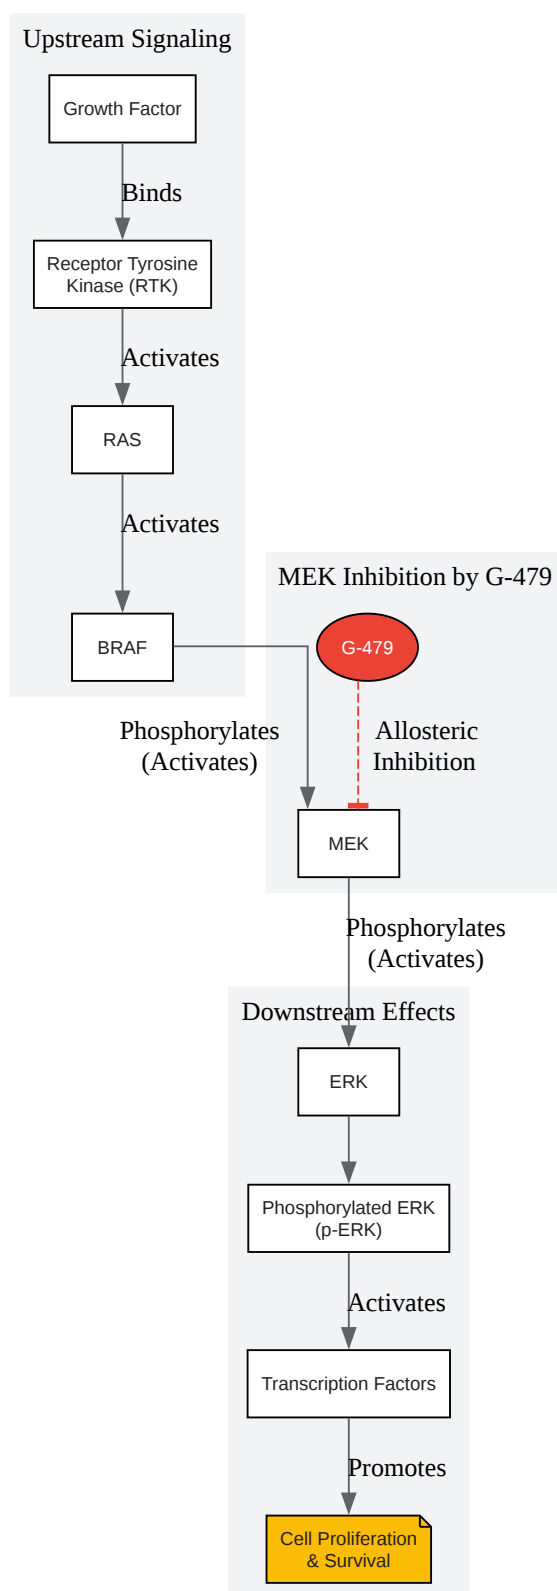 Upstream Signaling
Growth Factor
Binds
Receptor Tyrosine
Kinase (RTK)
Activates
RAS
Activates
BRAF
MEK Inhibition by G-479
G-479
Phosphorylates
(Activates)
Allosteric
Inhibition
MEK
Phosphorylates
(Activates)
Downstream Effects
ERK
Phosphorylated ERK
(p-ERK)
Activates
Transcription Factors
Promotes
Cell Proliferation
& Survival